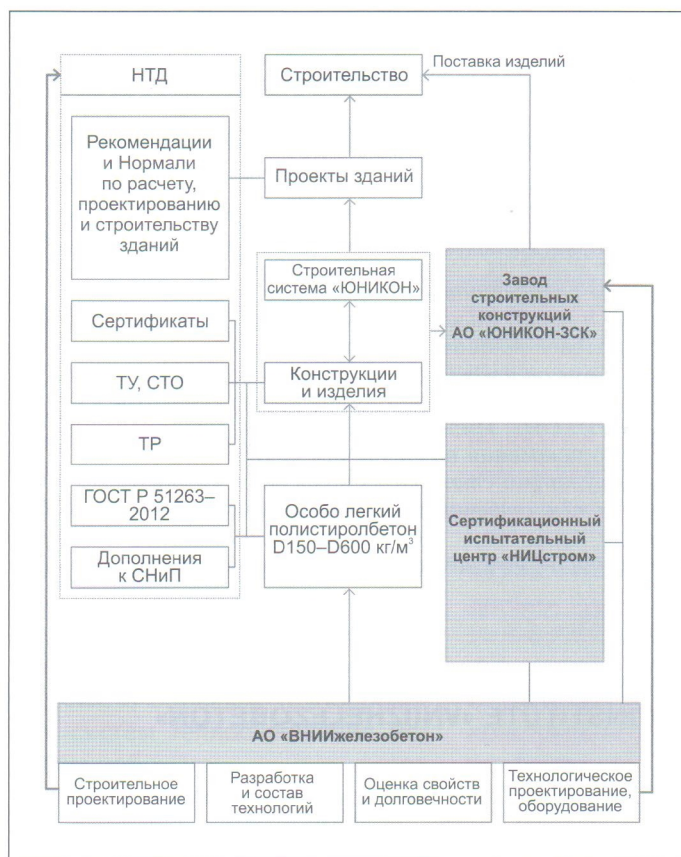 НТД
Рекомендации
и Нормали
по расчету,
проектированию
и строительству
зданий
Сертификаты
ТУ, СТО
ТР
ГОСТ Р 51263–
2012
Дополнения
к СНиП
Строительство
Поставка изделий
Проекты зданий
Строительная
система «ЮНИКОН»
Конструкции
и изделия
Особо легкий
полистиролбетон
D150–D600 кг/м³
Завод
строительных
конструкций
АО «ЮНИКОН-ЗСК»
Сертификационный
испытательный
центр «НИЦстром»
АО «ВНИИжелезобетон»
Строительное
проектирование
Разработка
и состав
технологий
Оценка свойств
и долговечности
Технологическое
проектирование,
оборудование